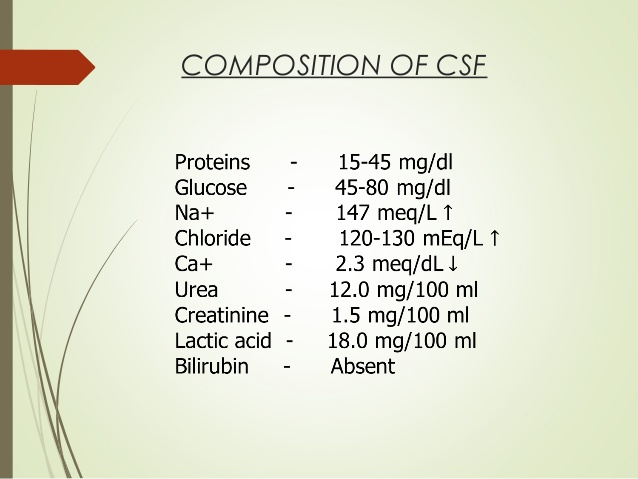 COMPOSITION OF CSF
Proteins - 15-45 mg/dl
Glucose - 45-80 mg/dl
Na+ - 147 meq/L ↑
Chloride - 120-130 mEq/L ↑
Ca+ - 2.3 meq/dL ↓
Urea - 12.0 mg/100 ml
Creatinine - 1.5 mg/100 ml
Lactic acid - 18.0 mg/100 ml
Bilirubin - Absent